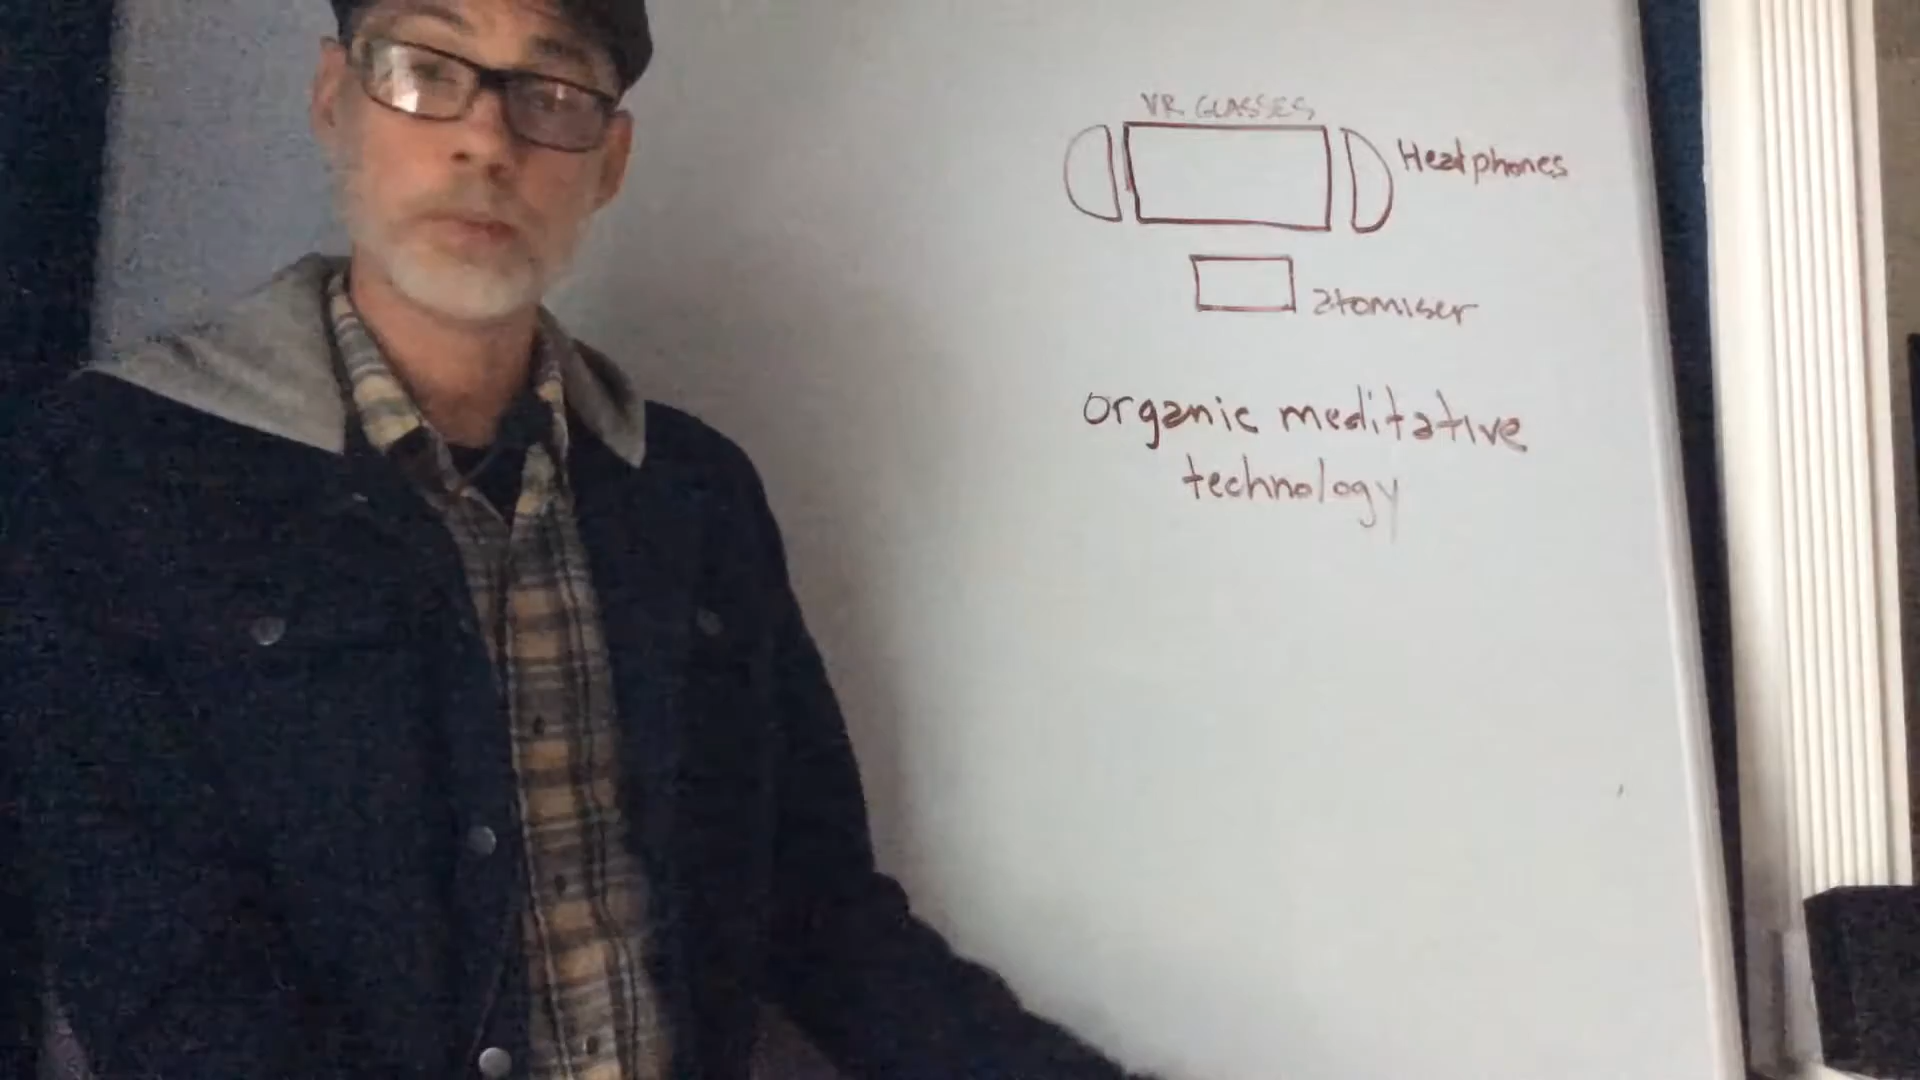 VR GLASSES
Headphones
atomiser
organic meditative
technology